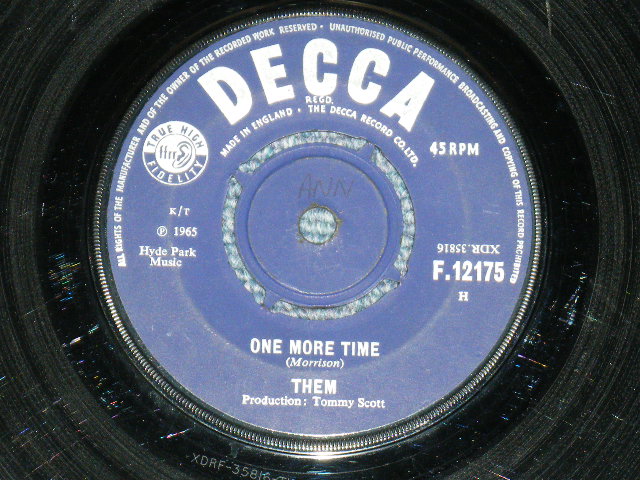 ALL RIGHTS OF THE MANUFACTURER AND OF THE OWNER OF THE RECORDED WORK RESERVED • UNAUTHORISED PUBLIC PERFORMANCE BROADCASTING AND COPYING OF THIS RECORD PROHIBITED
DECCA
REGD.
MADE IN ENGLAND • THE DECCA RECORD CO. LTD.
TRUE HIGH
ffrr
FIDELITY
45 RPM
ANN
K/T
℗ 1965
Hyde Park
Music
XDR.35816
F.12175
H
ONE MORE TIME
(Morrison)
THEM
Production: Tommy Scott
XDRF-35816-